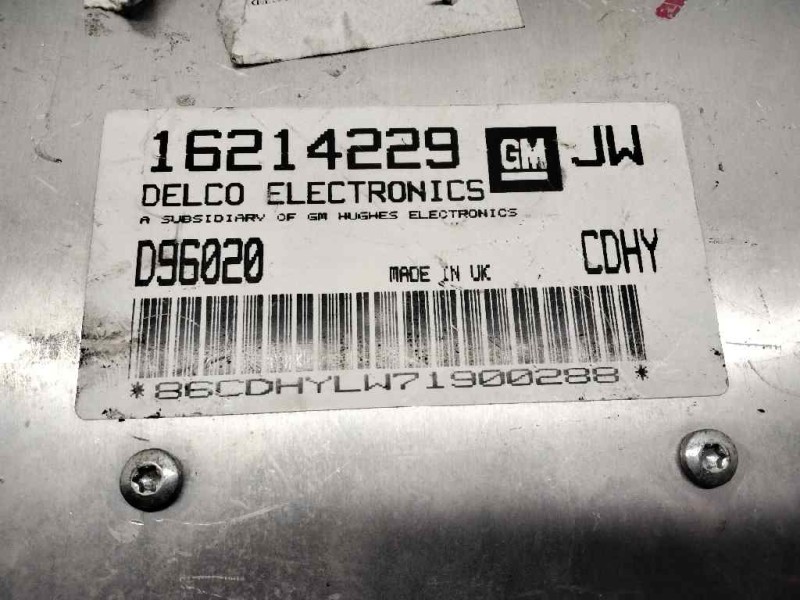 16214229 GM JW
DELCO ELECTRONICS
A SUBSIDIARY OF GM HUGHES ELECTRONICS
D96020 MADE IN UK CDHY
*86CDHYLW71900288*